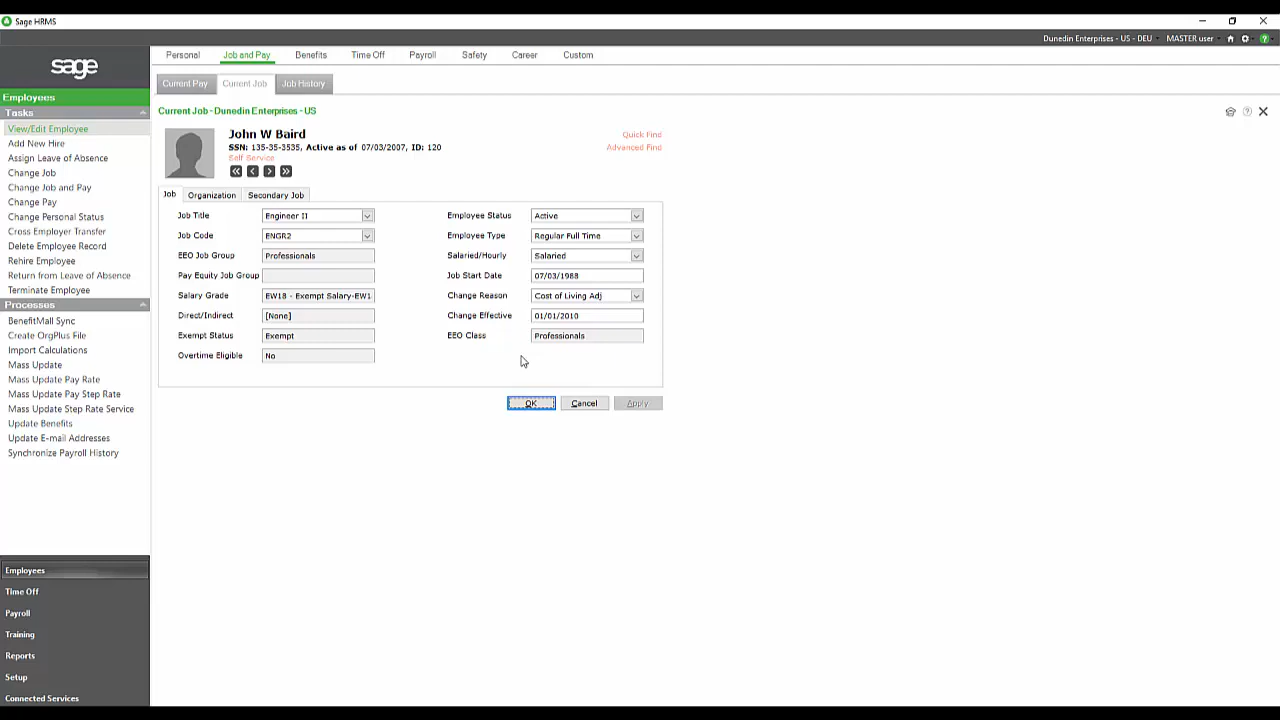 Sage HRMS
Dunedin Enterprises - US - DEU MASTER user
sage
Personal Job and Pay Benefits Time Off Payroll Safety Career Custom
Current Pay Current Job Job History
Employees
Tasks
View/Edit Employee
Add New Hire
Assign Leave of Absence
Change Job
Change Job and Pay
Change Pay
Change Personal Status
Cross Employer Transfer
Delete Employee Record
Rehire Employee
Return from Leave of Absence
Terminate Employee
Processes
BenefitMall Sync
Create OrgPlus File
Import Calculations
Mass Update
Mass Update Pay Rate
Mass Update Pay Step Rate
Mass Update Step Rate Service
Update Benefits
Update E-mail Addresses
Synchronize Payroll History
Employees
Time Off
Payroll
Training
Reports
Setup
Connected Services
Current Job - Dunedin Enterprises - US
John W Baird Quick Find
SSN: 135-35-3535, Active as of 07/03/2007, ID: 120 Advanced Find
Self Service
Job Organization Secondary Job
Job Title Engineer II Employee Status Active
Job Code ENGR2 Employee Type Regular Full Time
EEO Job Group Professionals Salaried/Hourly Salaried
Pay Equity Job Group Job Start Date 07/03/1988
Salary Grade EW18 - Exempt Salary-EW1 Change Reason Cost of Living Adj
Direct/Indirect [None] Change Effective 01/01/2010
Exempt Status Exempt EEO Class Professionals
Overtime Eligible No
OK Cancel Apply